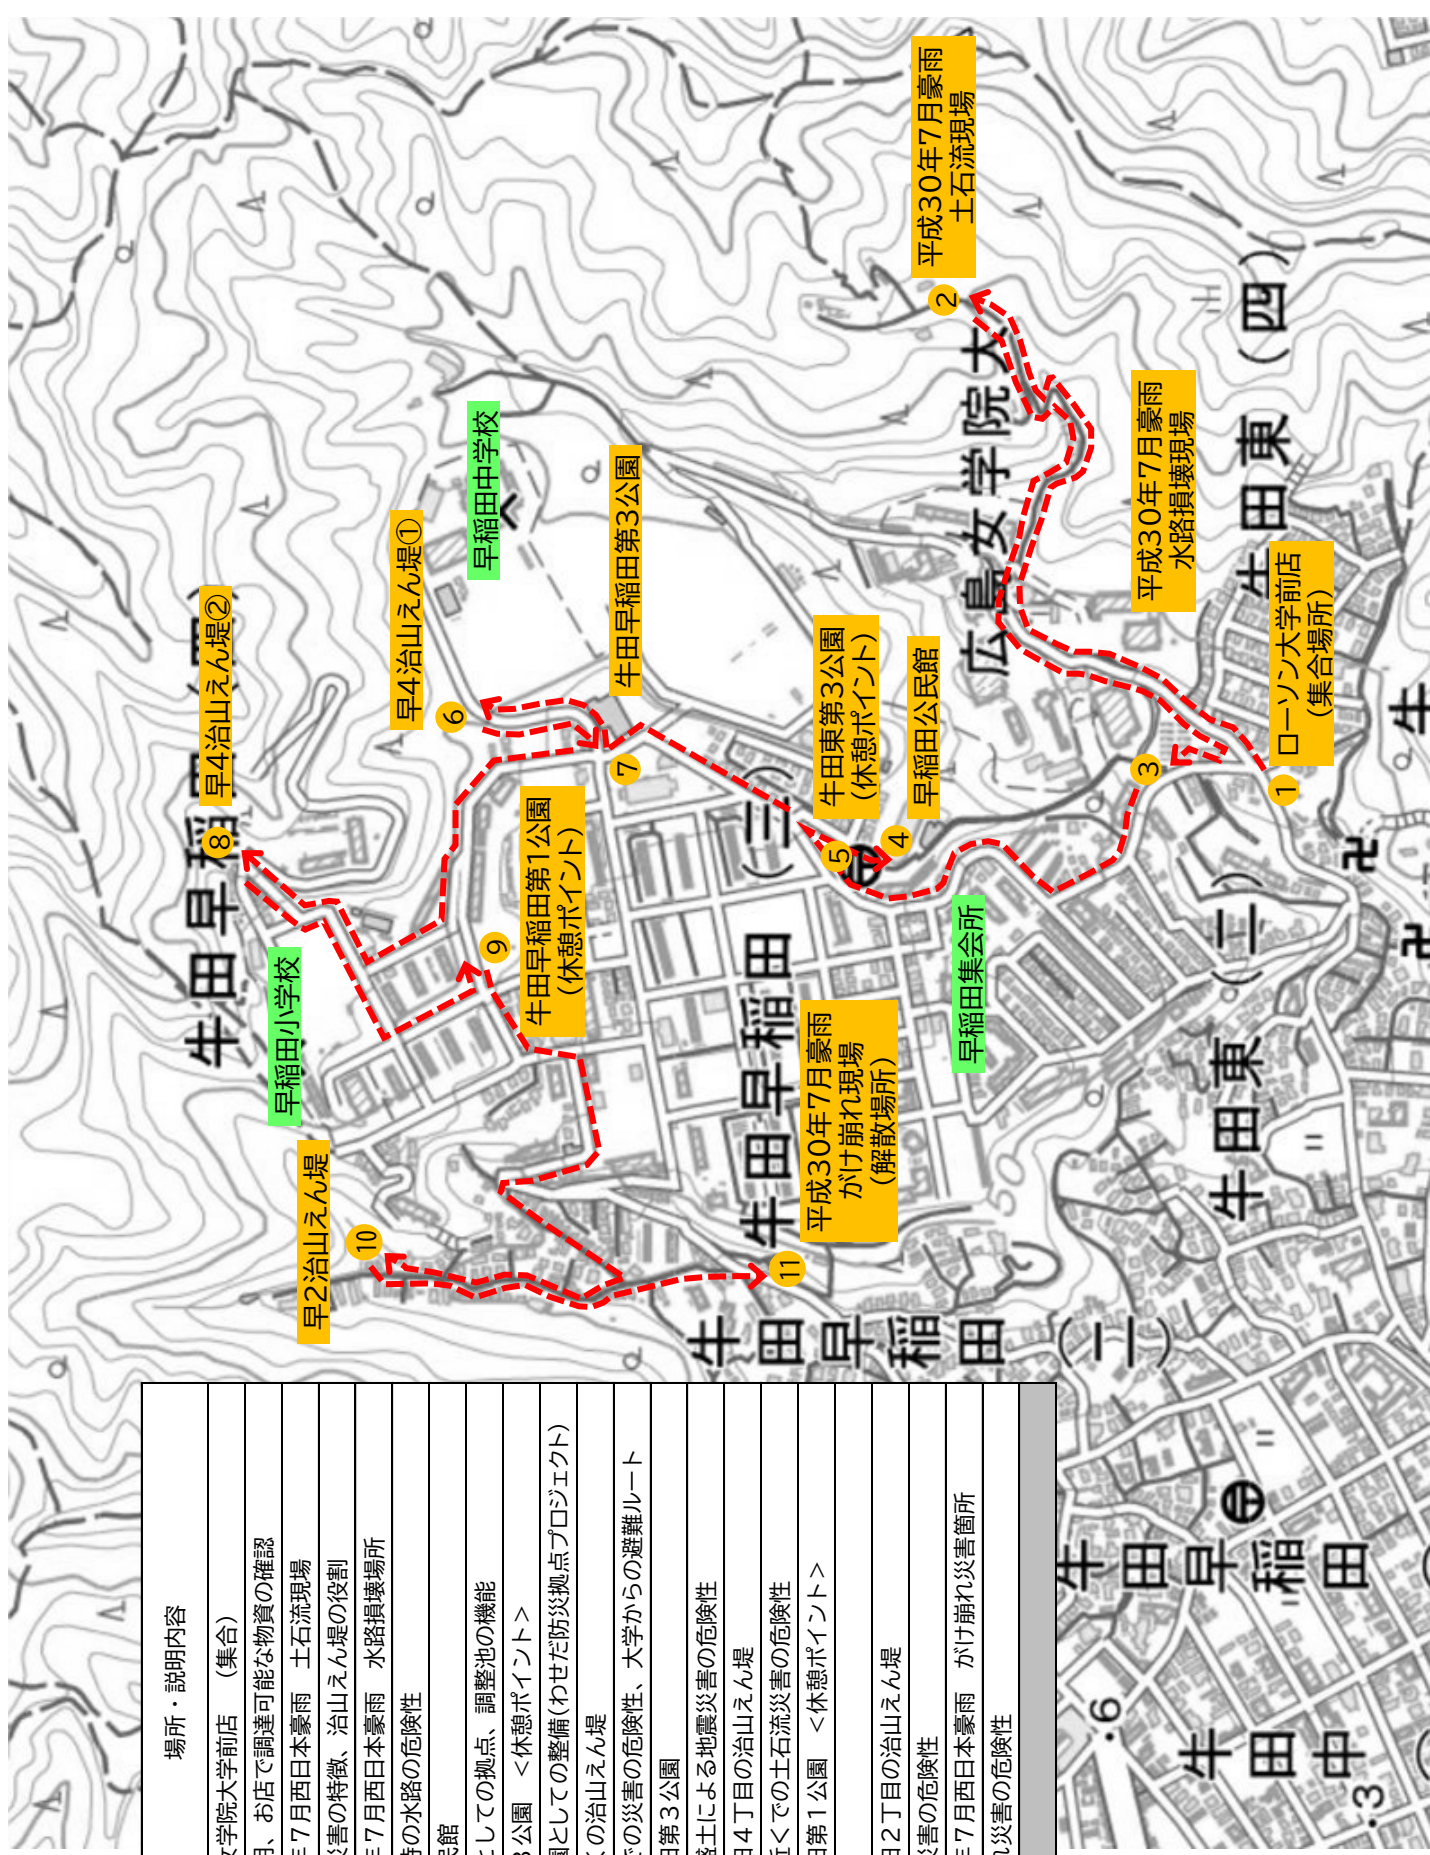 平成30年7月豪雨
土石流現場
2
広島女学院大
平成30年7月豪雨
水路損壊現場
牛田東(四)
ローソン大学前店
(集合場所)
1
3
早稲田中学校
早4治山えん堤①
6
牛田早稲田第3公園
7
牛田東第3公園
(休憩ポイント)
5
早稲田公民館
4
早4治山えん堤②
8
牛田早稲
早稲田小学校
9
牛田早稲田第1公園
(休憩ポイント)
牛田早稲田(三)
早稲田集会所
平成30年7月豪雨
がけ崩れ現場
(解散場所)
11
早2治山えん堤
10
牛田東(二)
牛田早稲田(二)
牛田早稲田
牛田中
.6
.3
50
牛
場所・説明内容
女学院大学前店 (集合)
、お店で調達可能な物資の確認
年7月西日本豪雨 土石流現場
災害の特徴、治山えん堤の役割
年7月西日本豪雨 水路損壊場所
時の水路の危険性
民館
としての拠点、調整池の機能
3公園 <休憩ポイント>
園としての整備(わせだ防災拠点プロジェクト)
くの治山えん堤
での災害の危険性、大学からの避難ルート
田第3公園
盛土による地震災害の危険性
田4丁目の治山えん堤
近くでの土石流災害の危険性
田第1公園 <休憩ポイント>
田2丁目の治山えん堤
災害の危険性
年7月西日本豪雨 がけ崩れ災害箇所
れ災害の危険性